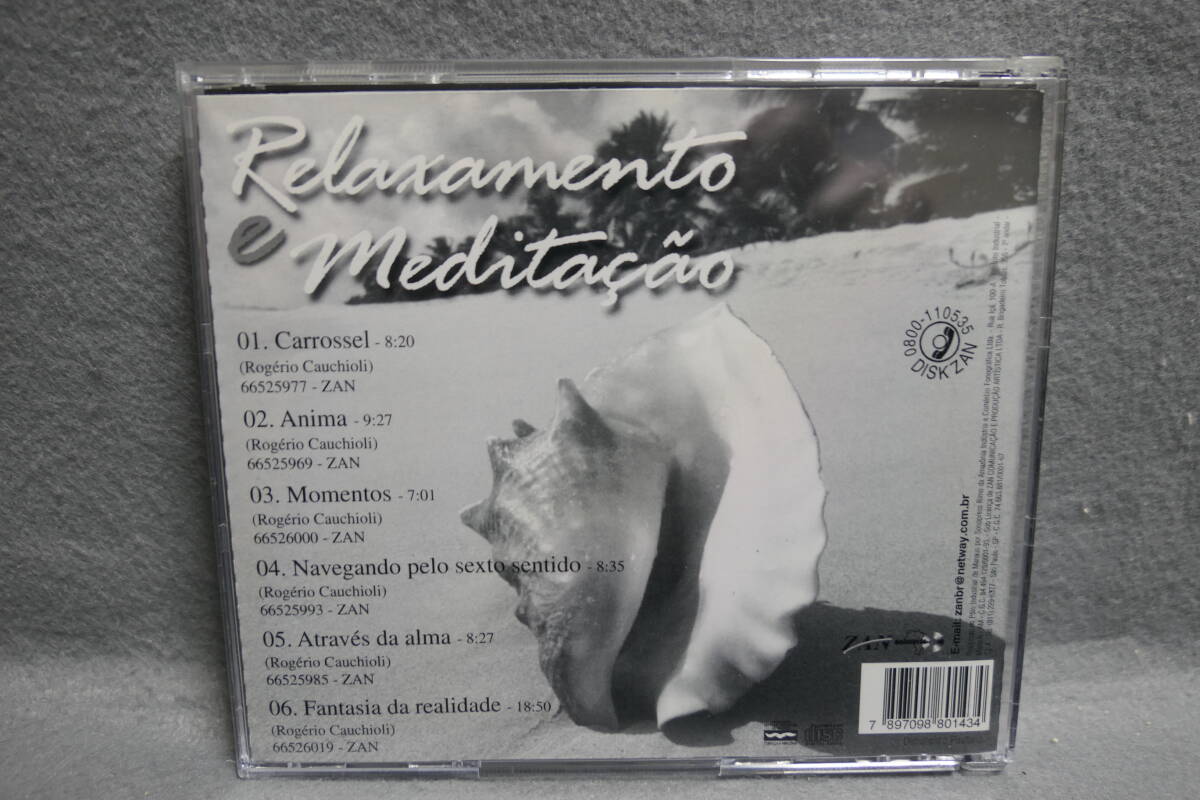 Relaxamento
e Meditação
01. Carrossel - 8:20
(Rogério Cauchioli)
66525977 - ZAN
02. Anima - 9:27
(Rogério Cauchioli)
66525969 - ZAN
03. Momentos - 7:01
(Rogério Cauchioli)
66526000 - ZAN
04. Navegando pelo sexto sentido - 8:35
(Rogério Cauchioli)
66525993 - ZAN
05. Através da alma - 8:27
(Rogério Cauchioli)
66525985 - ZAN
06. Fantasia da realidade - 18:50
(Rogério Cauchioli)
66526019 - ZAN
0800-110535
DISK'ZAN
E-mail: zanbr@netway.com.br
ZAN
7 897098 801434
disc